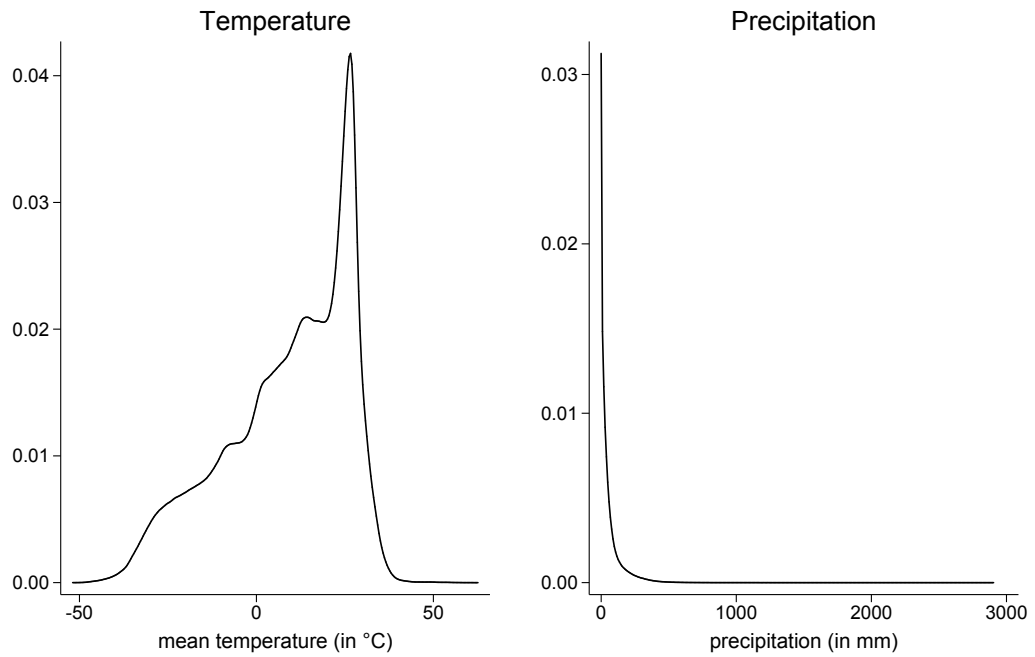 Temperature
0.04
0.03
0.02
0.01
0.00
-50 0 50
mean temperature (in °C)
Precipitation
0.03
0.02
0.01
0.00
0 1000 2000 3000
precipitation (in mm)